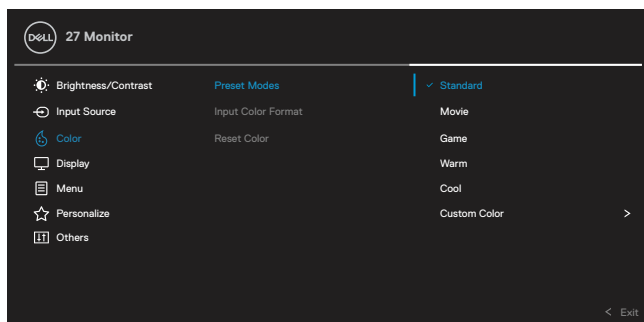 DELL
27 Monitor
Brightness/Contrast
Preset Modes
Standard
Input Source
Input Color Format
Movie
Color
Reset Color
Game
Display
Warm
Menu
Cool
Personalize
Custom Color >
Others
< Exit